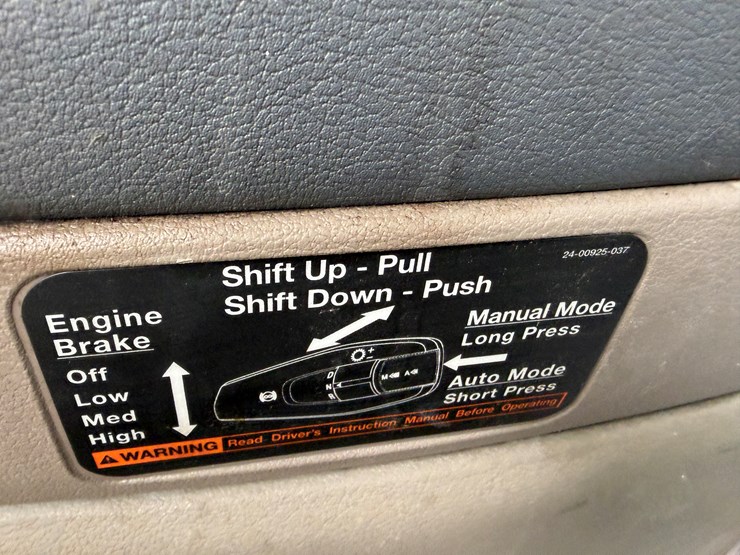 24-00925-037
Shift Up - Pull
Shift Down - Push
Engine
Brake
Off
Low
Med
High
Manual Mode
Long Press
Auto Mode
Short Press
D
N
R
M
A
WARNING Read Driver's Instruction Manual Before Operating